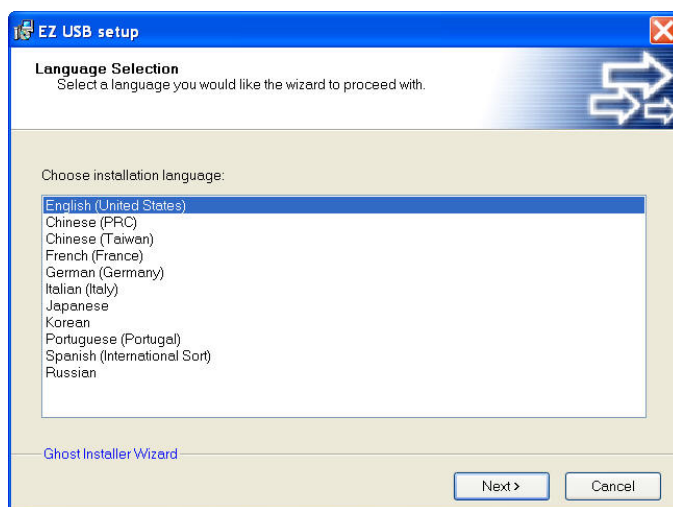 EZ USB setup
Language Selection
Select a language you would like the wizard to proceed with.
Choose installation language:
English (United States)
Chinese (PRC)
Chinese (Taiwan)
French (France)
German (Germany)
Italian (Italy)
Japanese
Korean
Portuguese (Portugal)
Spanish (International Sort)
Russian
Ghost Installer Wizard
Next >
Cancel